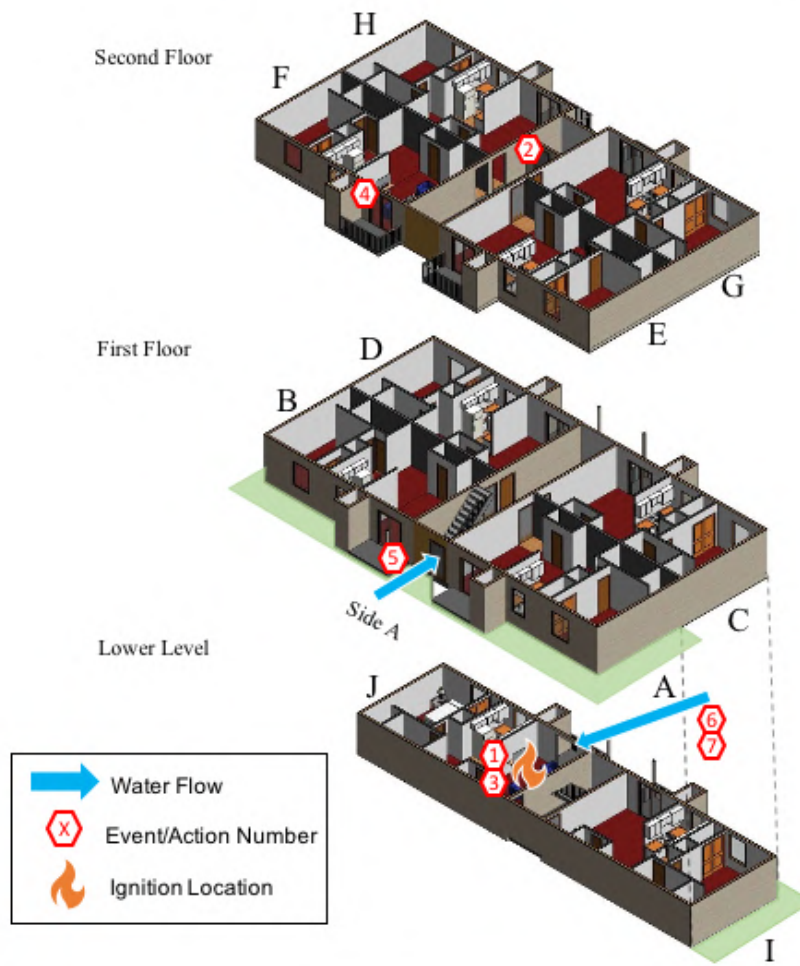 H
Second Floor
F
2
4
G
E
First Floor
D
B
5
Side A
C
Lower Level
J
A
6
7
1
3
Water Flow
X
Event/Action Number
Ignition Location
I